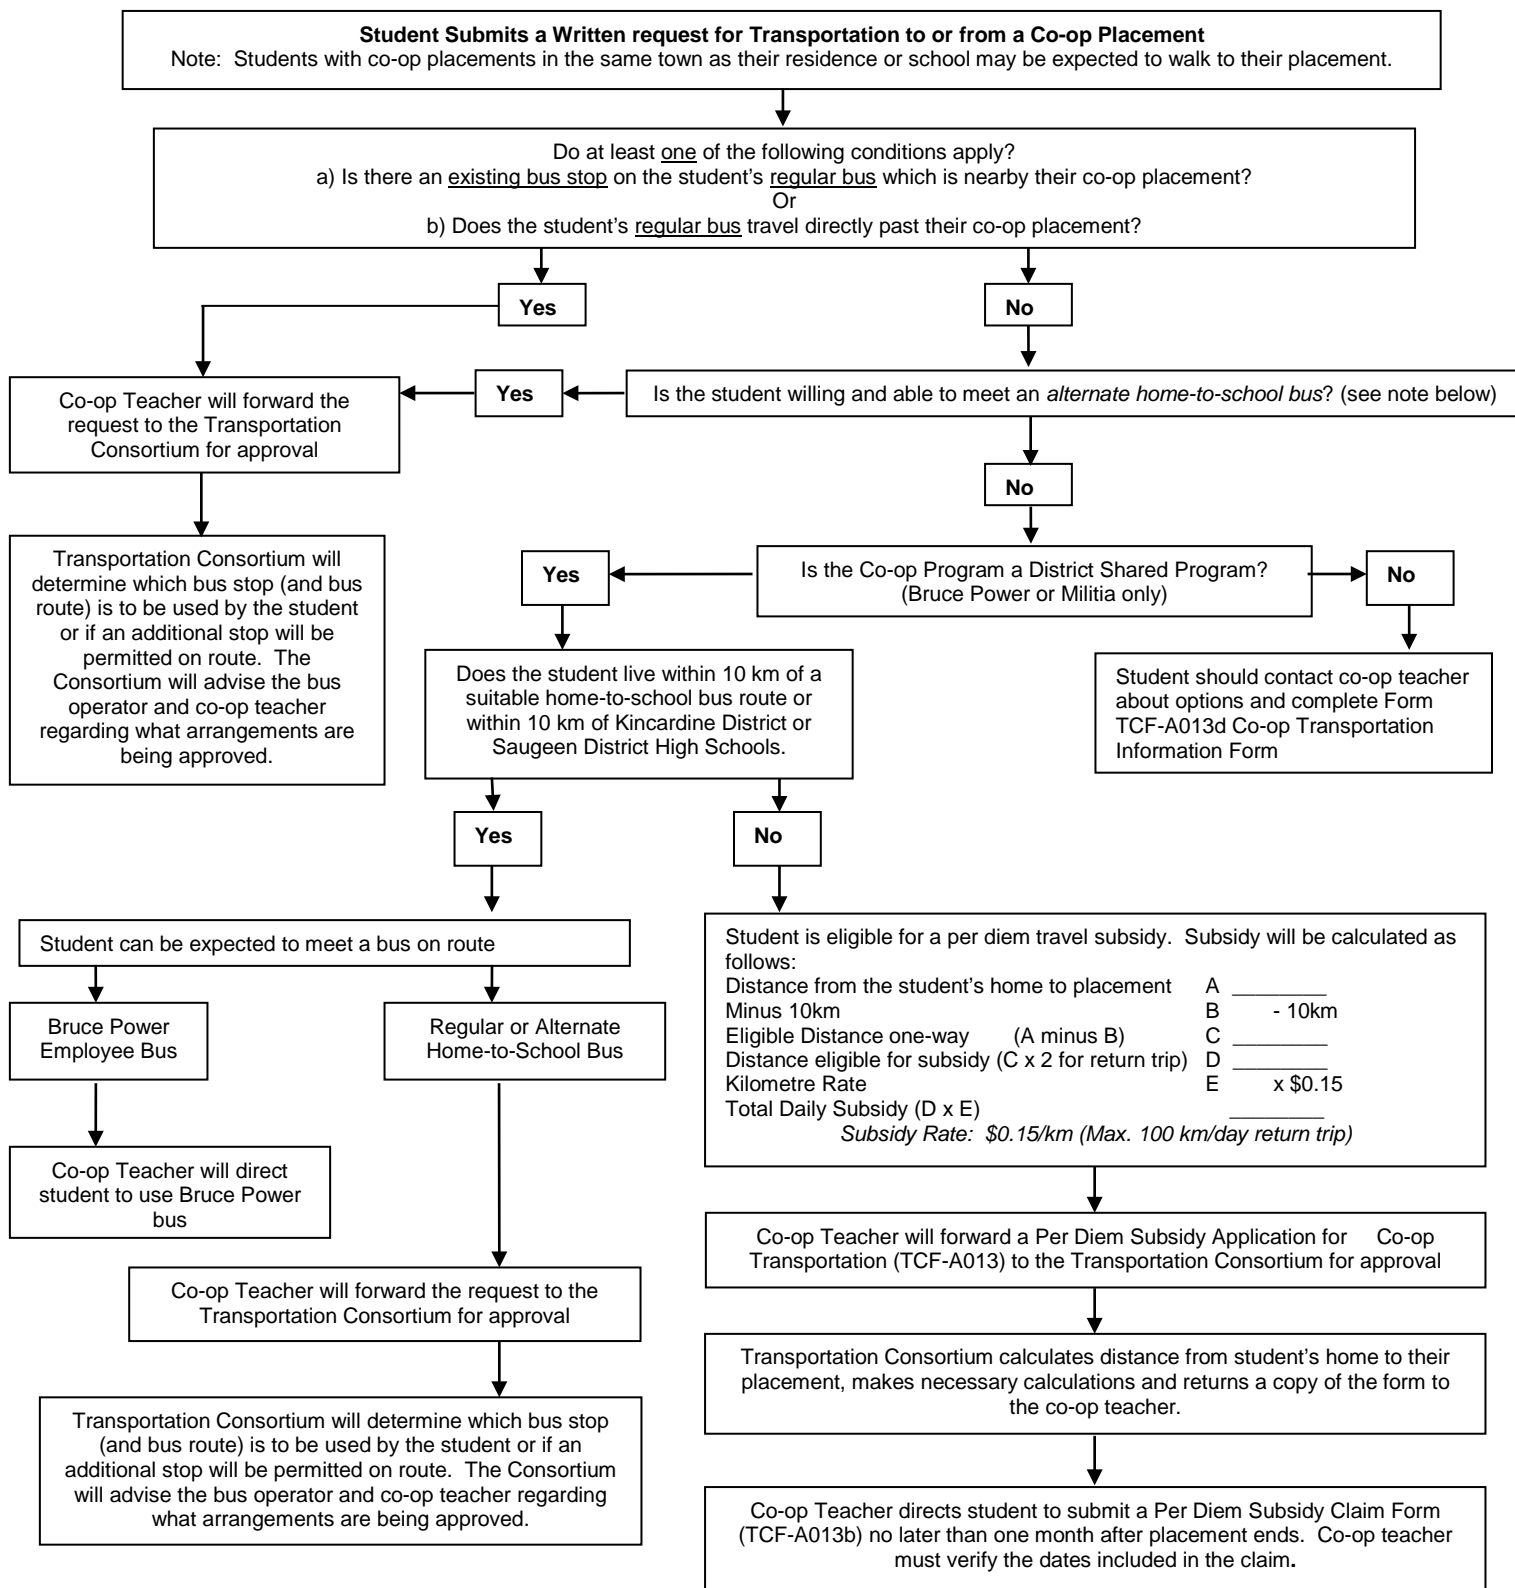 Student Submits a Written request for Transportation to or from a Co-op Placement
Note:  Students with co-op placements in the same town as their residence or school may be expected to walk to their placement.
Do at least one of the following conditions apply?
a) Is there an existing bus stop on the student’s regular bus which is nearby their co-op placement?
Or
b) Does the student’s regular bus travel directly past their co-op placement?
Yes
No
Co-op Teacher will forward the
request to the Transportation
Consortium for approval
Yes
Is the student willing and able to meet an alternate home-to-school bus? (see note below)
No
Transportation Consortium will
determine which bus stop (and bus
route) is to be used by the student
or if an additional stop will be
permitted on route.  The
Consortium will advise the bus
operator and co-op teacher
regarding what arrangements are
being approved.
Yes
Is the Co-op Program a District Shared Program?
(Bruce Power or Militia only)
No
Does the student live within 10 km of a
suitable home-to-school bus route or
within 10 km of Kincardine District or
Saugeen District High Schools.
Student should contact co-op teacher
about options and complete Form
TCF-A013d Co-op Transportation
Information Form
Yes
No
Student can be expected to meet a bus on route
Bruce Power
Employee Bus
Regular or Alternate
Home-to-School Bus
Student is eligible for a per diem travel subsidy.  Subsidy will be calculated as
follows:
Distance from the student’s home to placement A ________
Minus 10km B - 10km
Eligible Distance one-way (A minus B) C ________
Distance eligible for subsidy (C x 2 for return trip) D ________
Kilometre Rate E x $0.15
Total Daily Subsidy (D x E) ________
Subsidy Rate:  $0.15/km (Max. 100 km/day return trip)
Co-op Teacher will direct
student to use Bruce Power
bus
Co-op Teacher will forward a Per Diem Subsidy Application for Co-op
Transportation (TCF-A013) to the Transportation Consortium for approval
Co-op Teacher will forward the request to the
Transportation Consortium for approval
Transportation Consortium calculates distance from student’s home to their
placement, makes necessary calculations and returns a copy of the form to
the co-op teacher.
Transportation Consortium will determine which bus stop
(and bus route) is to be used by the student or if an
additional stop will be permitted on route.  The Consortium
will advise the bus operator and co-op teacher regarding
what arrangements are being approved.
Co-op Teacher directs student to submit a Per Diem Subsidy Claim Form
(TCF-A013b) no later than one month after placement ends.  Co-op teacher
must verify the dates included in the claim.